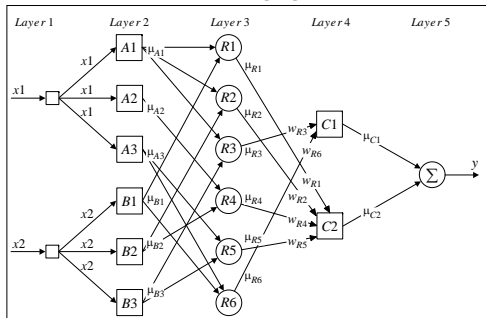 Layer 1 Layer 2 Layer 3 Layer 4 Layer 5
x1 x1 A1 μA1 R1 μR1
x1 A2 μA2 R2 μR2
x1 A3 μA3 R3 μR3 wR3 C1 μC1
wR6
Σ y
x2 B1 μB1 R4 μR4 wR1
wR2
wR4 C2 μC2
x2 x2 B2 μB2 R5 μR5 wR5
x2 B3 μB3 R6 μR6